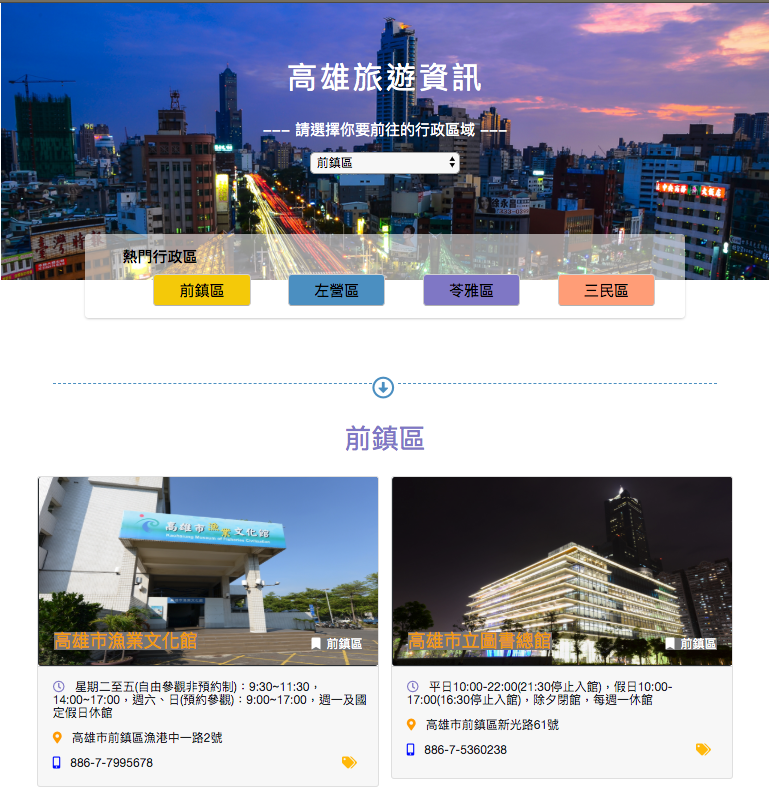 高雄旅遊資訊
--- 請選擇你要前往的行政區域 ---
前鎮區
熱門行政區
前鎮區
左營區
苓雅區
三民區
前鎮區
高雄市漁業文化館
高雄市漁業文化館
前鎮區
星期二至五(自由參觀非預約制)：9:30~11:30，
14:00~17:00，週六、日(預約參觀)：9:00~17:00，週一及國
定假日休館
高雄市前鎮區漁港中一路2號
886-7-7995678
高雄市立圖書總館
前鎮區
平日10:00-22:00(21:30停止入館)，假日10:00-
17:00(16:30停止入館)，除夕閉館，每週一休館
高雄市前鎮區新光路61號
886-7-5360238